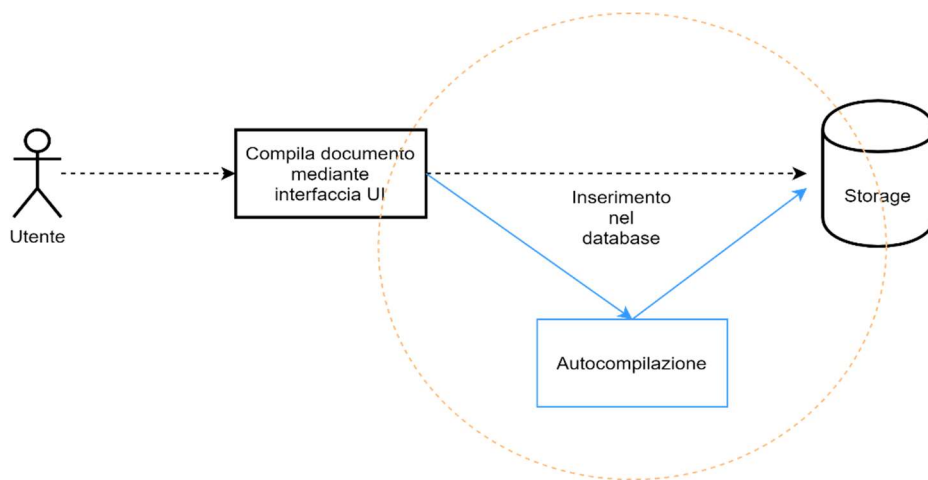 Utente
Compila documento
mediante
interfaccia UI
Inserimento
nel
database
Storage
Autocompilazione